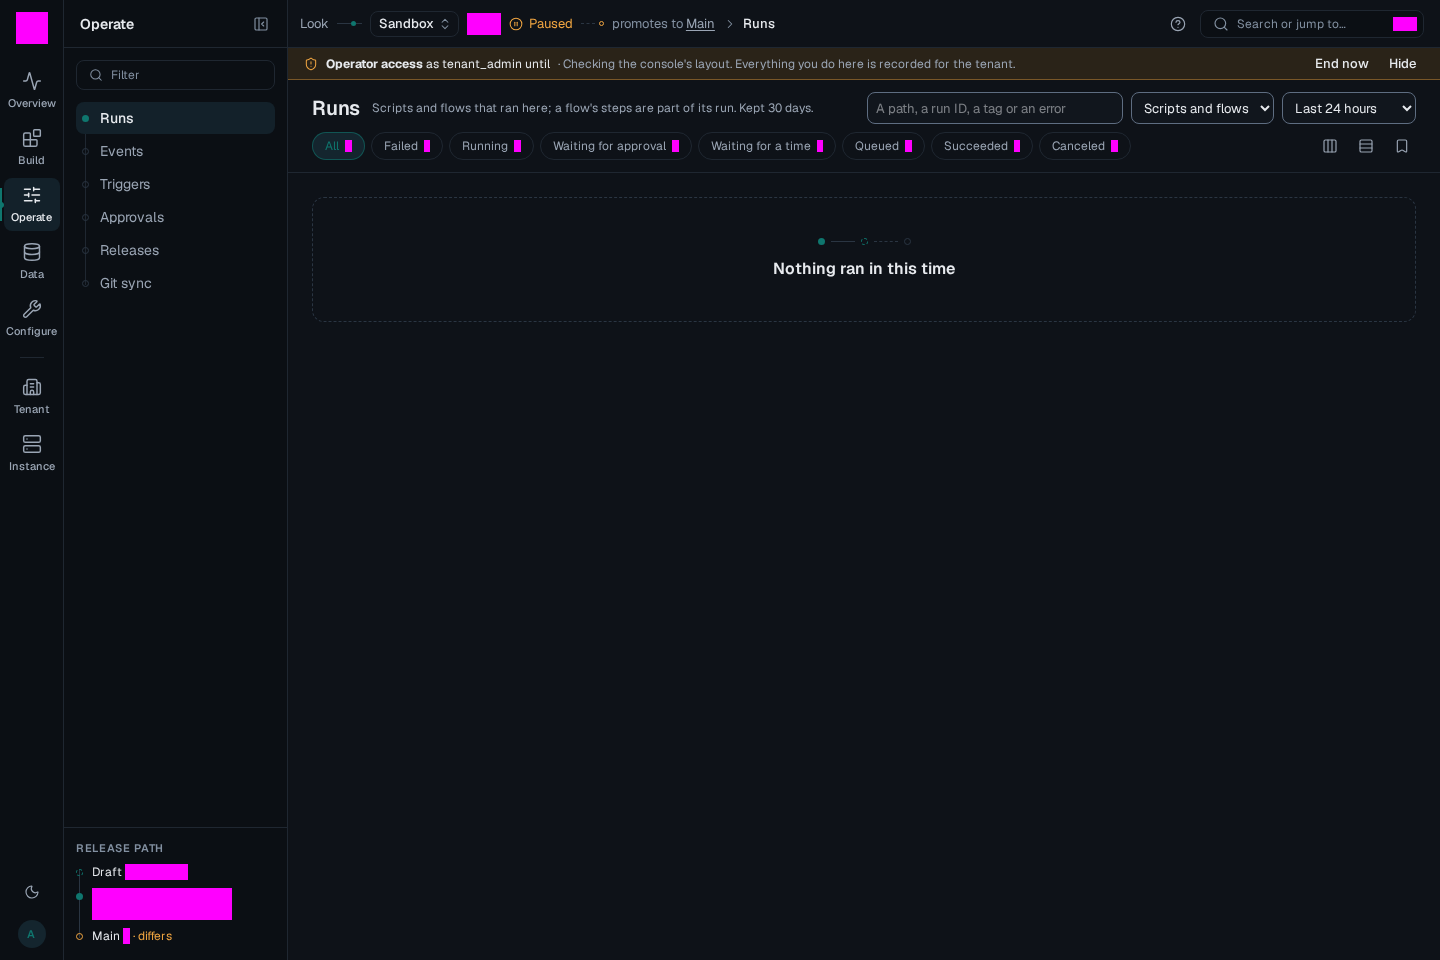 Operate
Look
Sandbox
Paused
promotes to Main
Runs
Search or jump to...
Operator access as tenant_admin until · Checking the console's layout. Everything you do here is recorded for the tenant.
End now
Hide
Overview
Build
Operate
Data
Configure
Tenant
Instance
A
Filter
Runs
Events
Triggers
Approvals
Releases
Git sync
RELEASE PATH
Draft
Main · differs
Runs
Scripts and flows that ran here; a flow's steps are part of its run. Kept 30 days.
A path, a run ID, a tag or an error
Scripts and flows
Last 24 hours
All
Failed
Running
Waiting for approval
Waiting for a time
Queued
Succeeded
Canceled
Nothing ran in this time